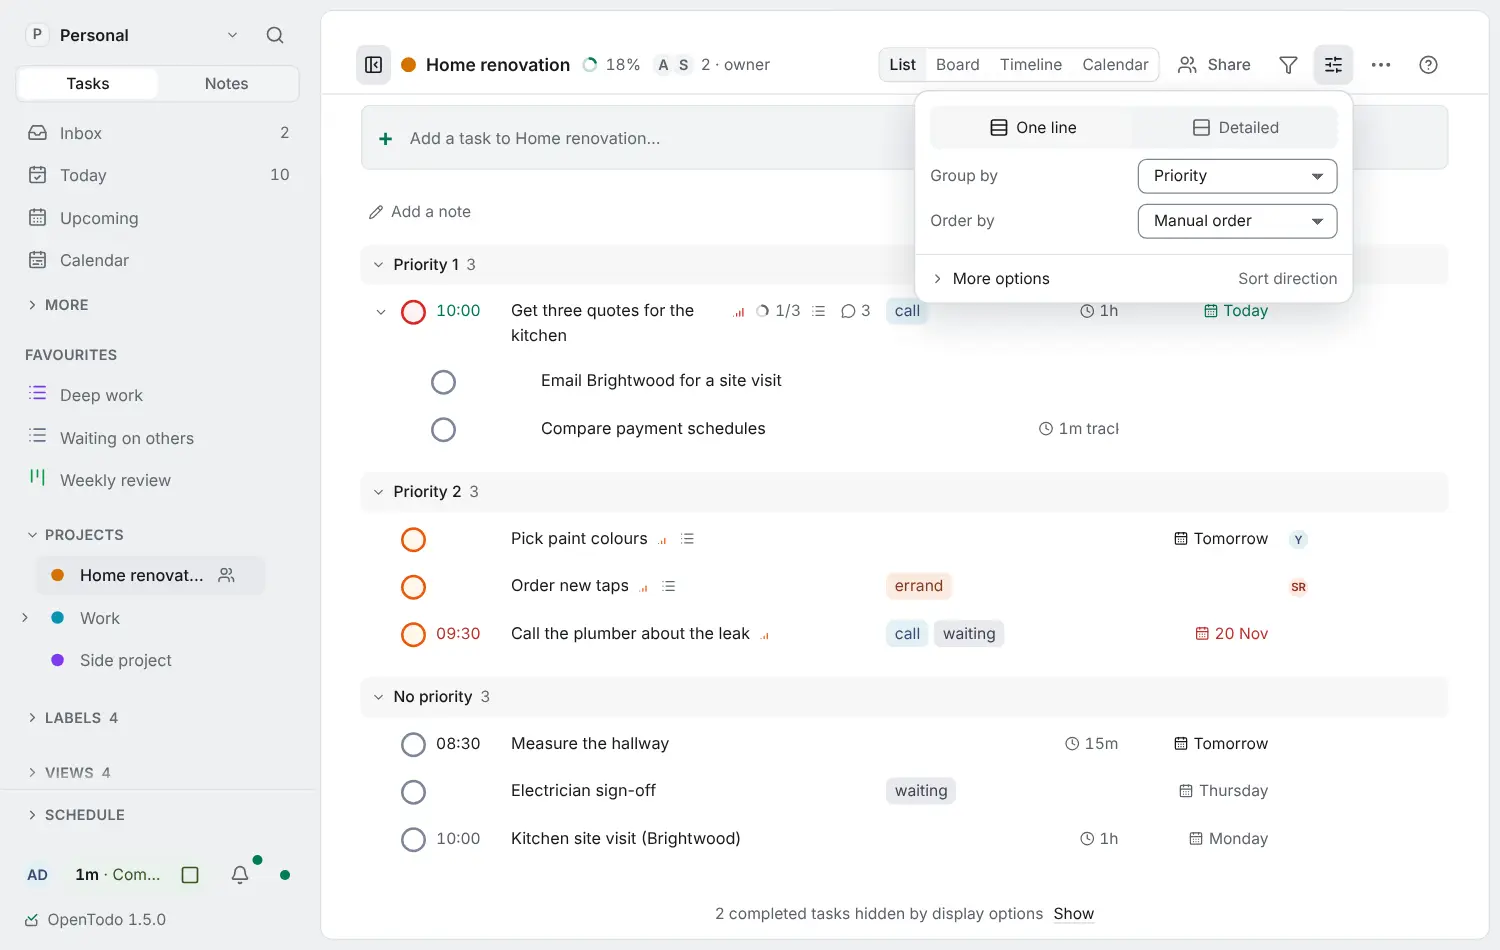 P Personal
Tasks Notes
Inbox 2
Today 10
Upcoming
Calendar
MORE
FAVOURITES
Deep work
Waiting on others
Weekly review
PROJECTS
Home renovat...
Work
Side project
LABELS 4
VIEWS 4
SCHEDULE
AD 1m · Com...
OpenTodo 1.5.0
Home renovation 18% A S 2 · owner List Board Timeline Calendar Share
Add a task to Home renovation...
One line Detailed
Group by Priority
Order by Manual order
More options Sort direction
Add a note
Priority 1 3
10:00 Get three quotes for the kitchen 1/3 3 call 1h Today
Email Brightwood for a site visit
Compare payment schedules 1m track
Priority 2 3
Pick paint colours Tomorrow Y
Order new taps errand SR
09:30 Call the plumber about the leak call waiting 20 Nov
No priority 3
08:30 Measure the hallway 15m Tomorrow
Electrician sign-off waiting Thursday
10:00 Kitchen site visit (Brightwood) 1h Monday
2 completed tasks hidden by display options Show